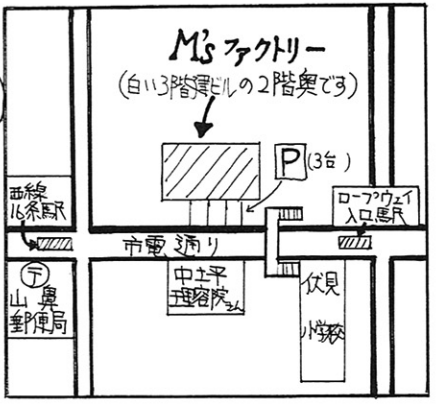 M'sファクトリー
(白い3階建ビルの2階奥です)
P
(3台)
西線
16条駅
ロープウェイ
入口駅
市電通り
〒
山鼻
郵便局
中土平
理容院
さん
伏見
小学校